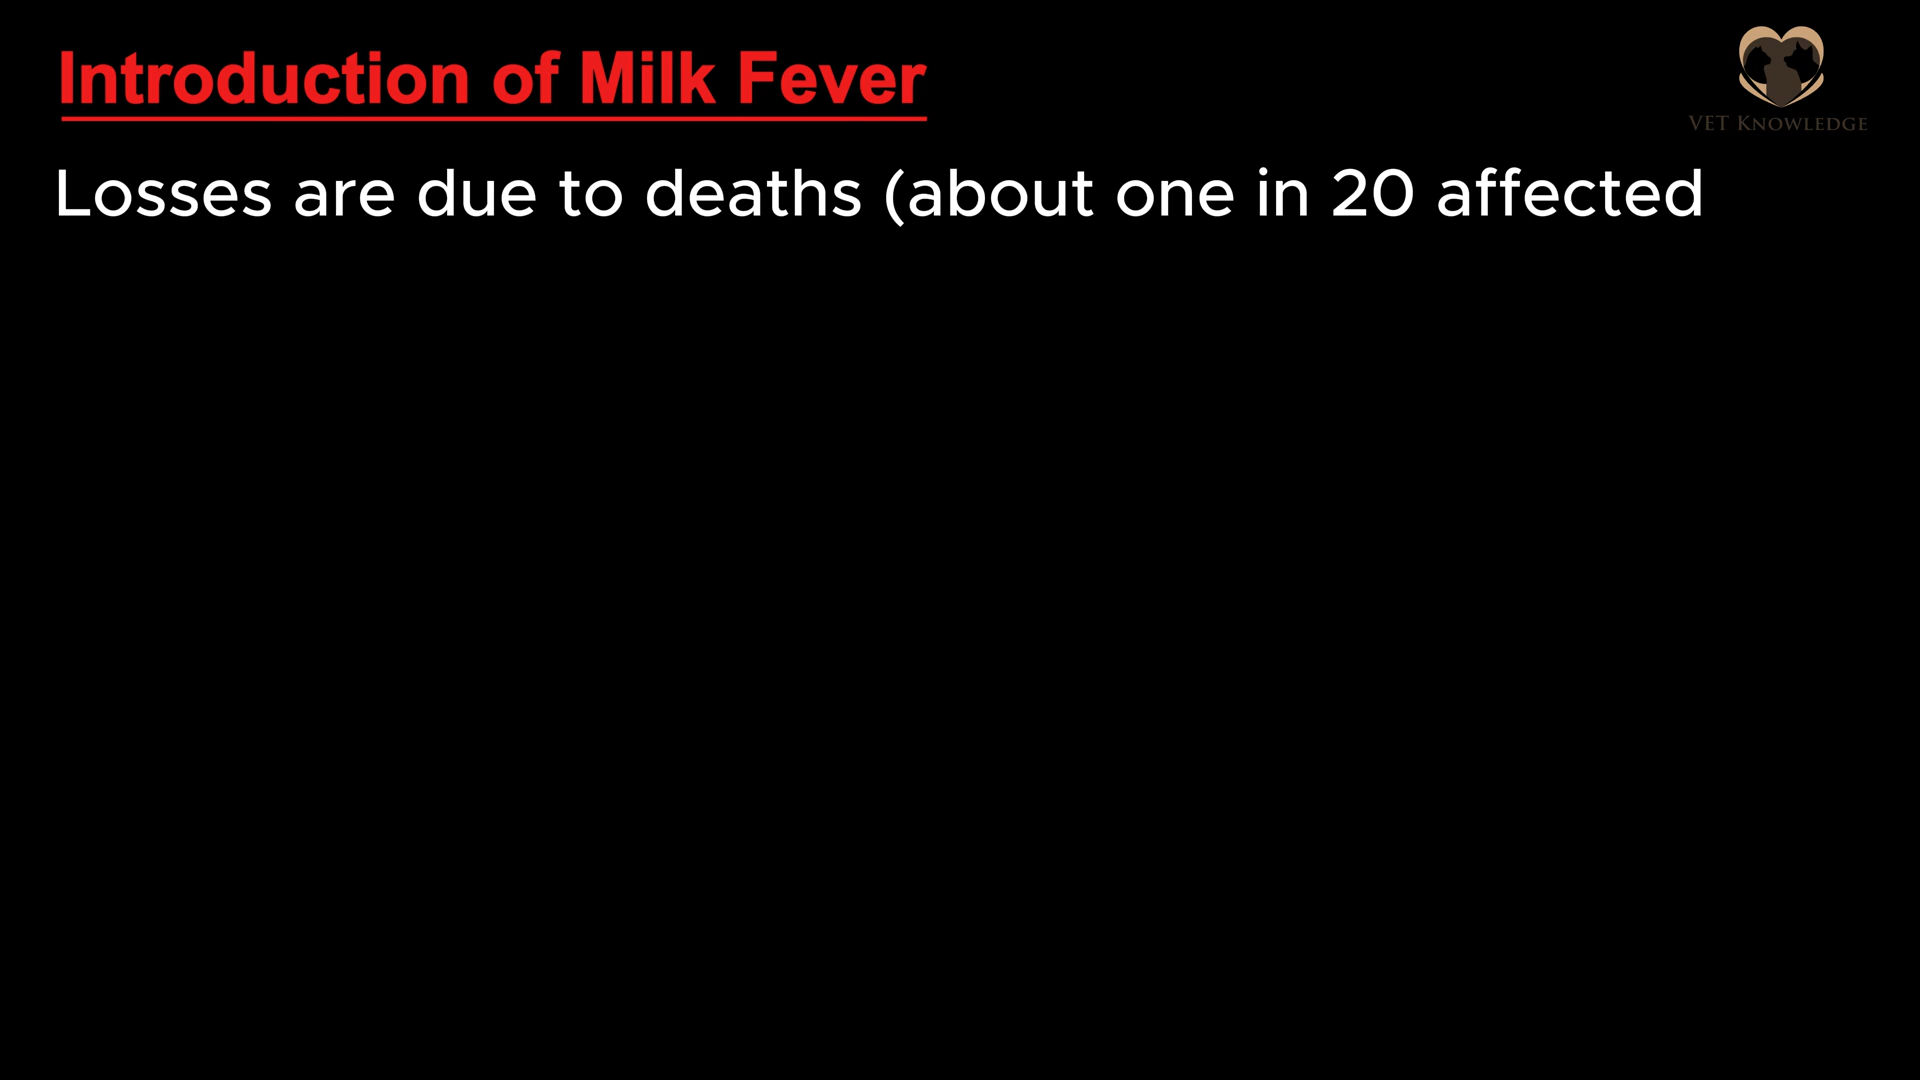 Introduction of Milk Fever
VET KNOWLEDGE
Losses are due to deaths (about one in 20 affected